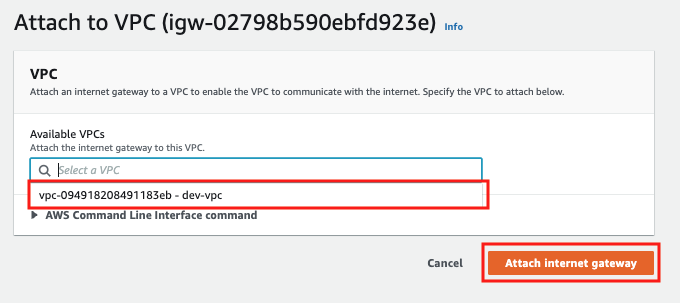 Attach to VPC (igw-02798b590ebfd923e) Info
VPC
Attach an internet gateway to a VPC to enable the VPC to communicate with the internet. Specify the VPC to attach below.
Available VPCs
Attach the internet gateway to this VPC.
Select a VPC
vpc-094918208491183eb - dev-vpc
AWS Command Line Interface command
Cancel
Attach internet gateway